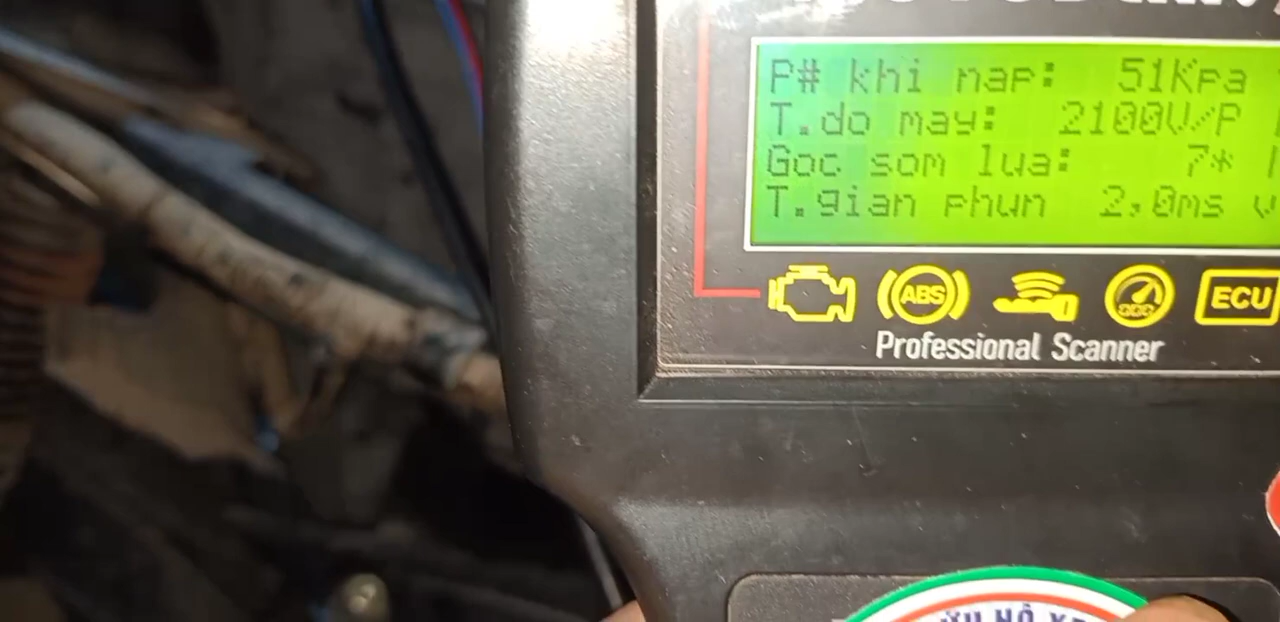 P# khi nap: 51Kpa
T.do may: 2100V/P
Goc som lua: 7*
T.gian phun 2,0ms v
ABS
ECU
Professional Scanner